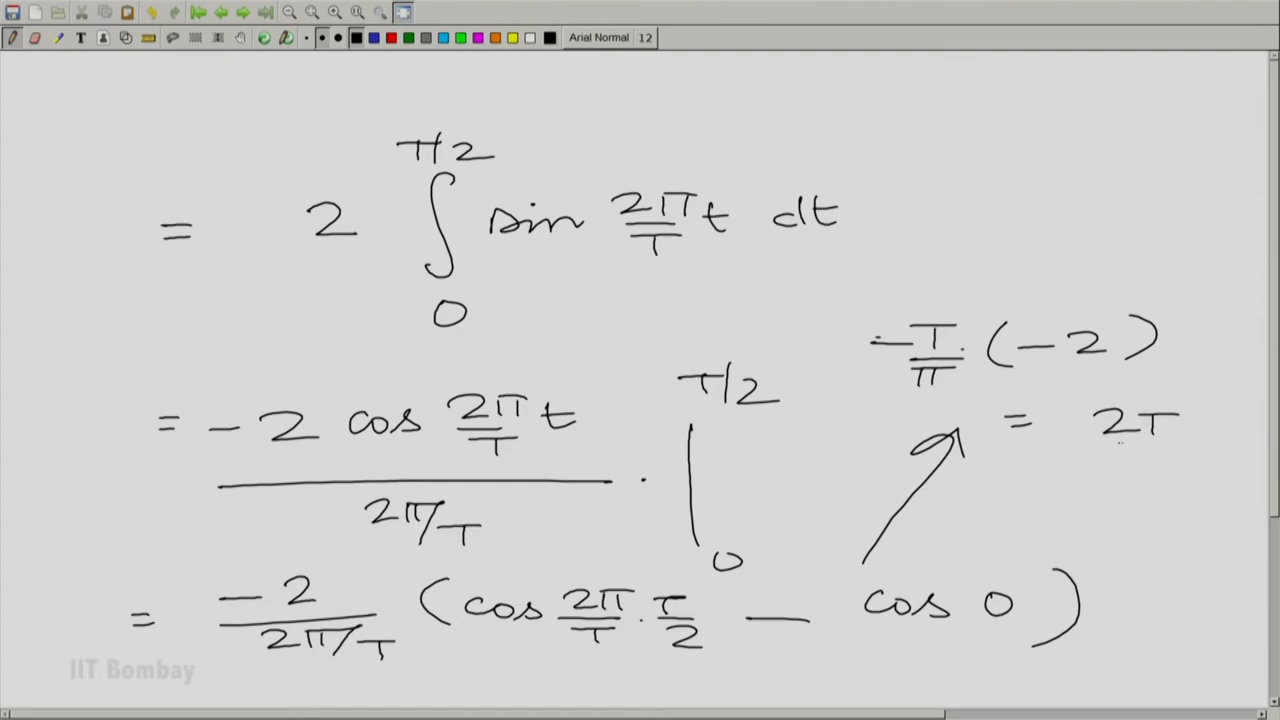 Arial Normal 12
T/2
= 2 ∫ sin 2π/T t dt
0
-T/π . (-2)
T/2
= -2 cos 2π/T t
= 2T
2π/T .
0
= -2 / 2π/T ( cos 2π/T . T/2 — cos 0 )
IIT Bombay